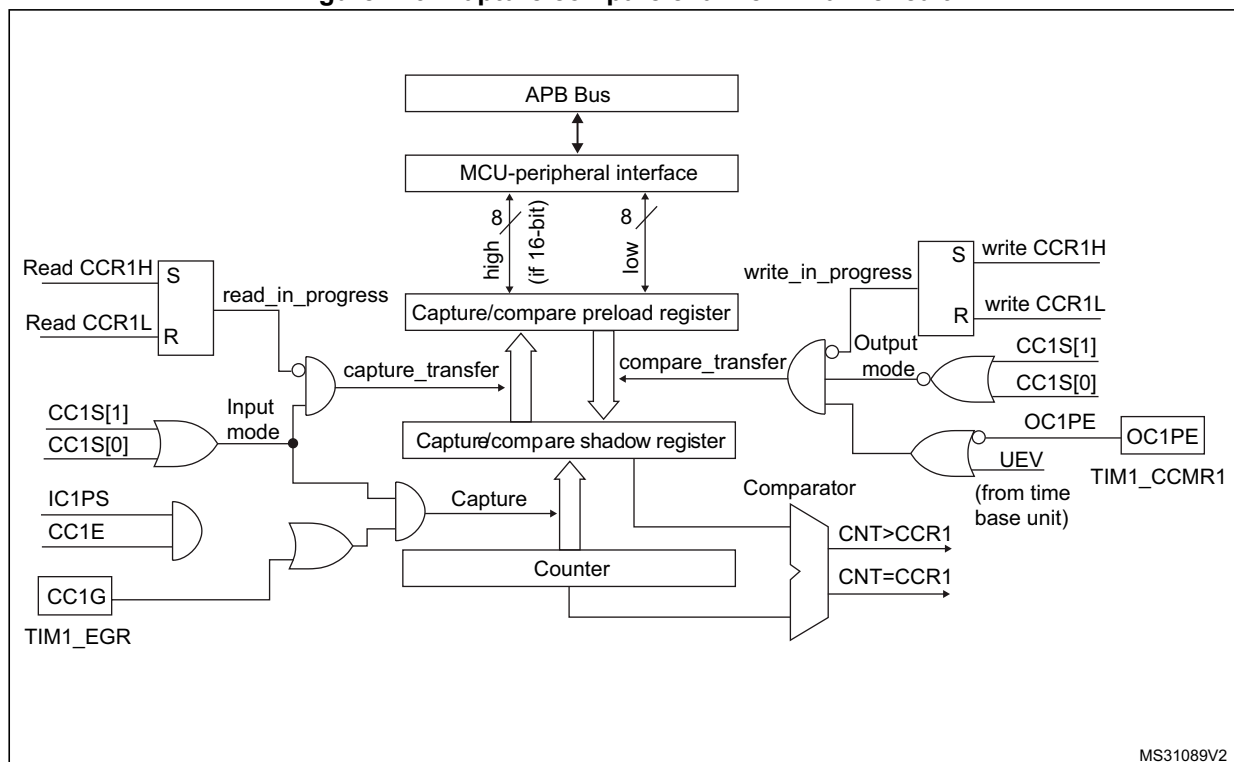 APB Bus
MCU-peripheral interface
8
8
high
(if 16-bit)
low
Read CCR1H
S
read_in_progress
Read CCR1L
R
write_in_progress
S
write CCR1H
R
write CCR1L
Capture/compare preload register
capture_transfer
compare_transfer
Output
mode
CC1S[1]
CC1S[0]
CC1S[1]
CC1S[0]
Input
mode
Capture/compare shadow register
OC1PE
OC1PE
UEV
TIM1_CCMR1
(from time
base unit)
IC1PS
CC1E
Capture
Comparator
CNT>CCR1
CNT=CCR1
Counter
CC1G
TIM1_EGR
MS31089V2